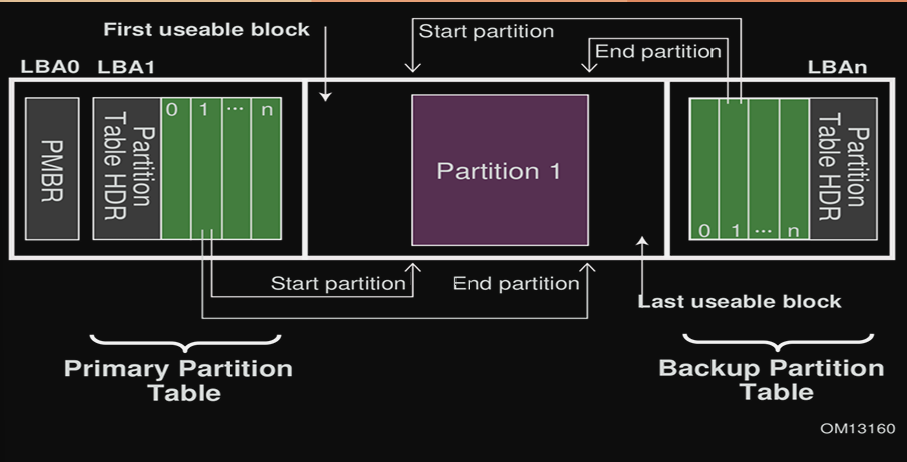 First useable block
Start partition
End partition
LBA0 LBA1
LBAn
PMBR
Partition
Table HDR
0 1 ... n
Partition 1
0 1 ... n
Partition
Table HDR
Start partition
End partition
Last useable block
Primary Partition
Table
Backup Partition
Table
OM13160